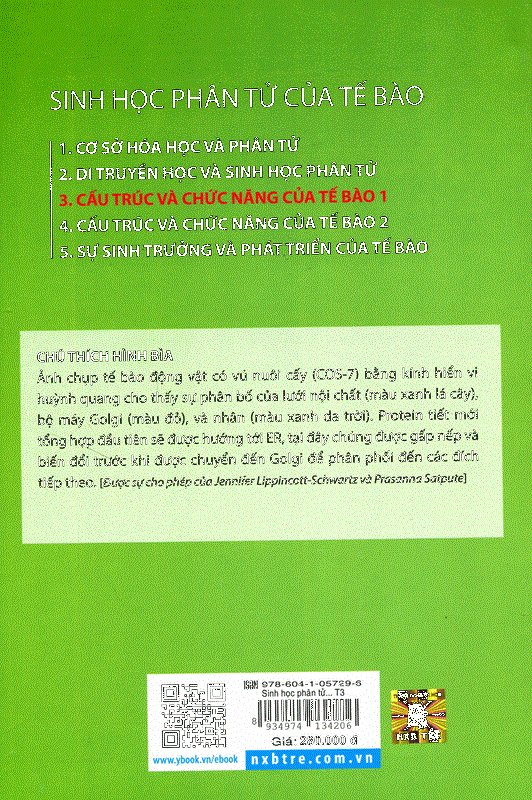 SINH HỌC PHÂN TỬ CỦA TẾ BÀO
1. CƠ SỞ HÓA HỌC VÀ PHÂN TỬ
2. DI TRUYỀN HỌC VÀ SINH HỌC PHÂN TỬ
3. CẤU TRÚC VÀ CHỨC NĂNG CỦA TẾ BÀO 1
4. CẤU TRÚC VÀ CHỨC NĂNG CỦA TẾ BÀO 2
5. SỰ SINH TRƯỞNG VÀ PHÁT TRIỂN CỦA TẾ BÀO
CHÚ THÍCH HÌNH BÌA
Ảnh chụp tế bào động vật có vú nuôi cấy (COS-7) bằng kính hiển vi
huỳnh quang cho thấy sự phân bố của lưới nội chất (màu xanh lá cây),
bộ máy Golgi (màu đỏ), và nhân (màu xanh da trời). Protein tiết mới
tổng hợp đầu tiên sẽ được hướng tới ER, tại đây chúng được gấp nếp và
biến đổi trước khi được chuyển đến Golgi để phân phối đến các đích
tiếp theo. [Được sự cho phép của Jennifer Lippincott-Schwartz và Prasanna Satpute]
ISBN 978-604-1-05729-5
Sinh học phân tử... T3
8 934974 134206
Giá: 280.000 đ
www.ybook.vn/ebook
nxbtre.com.vn